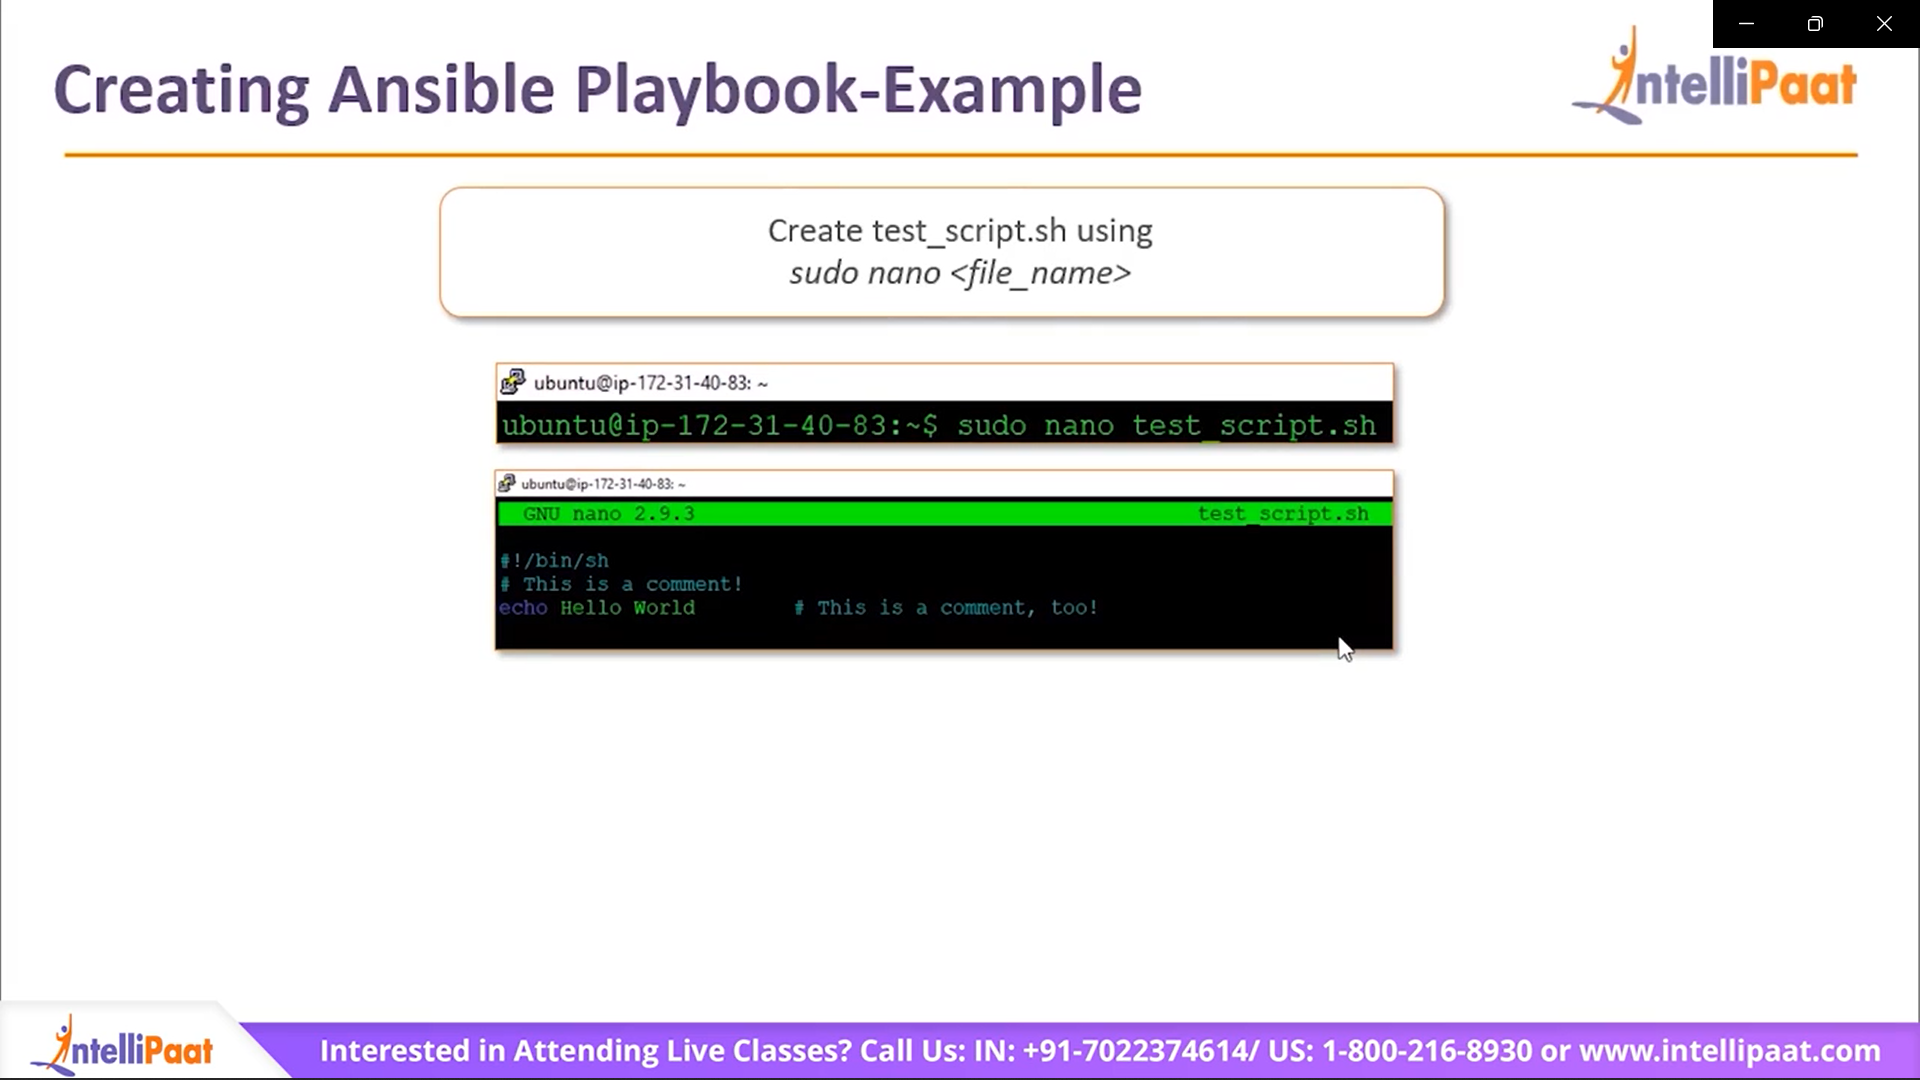 Creating Ansible Playbook-Example
IntelliPaat
Create test_script.sh using
sudo nano <file_name>
ubuntu@ip-172-31-40-83: ~
ubuntu@ip-172-31-40-83:~$ sudo nano test_script.sh
ubuntu@ip-172-31-40-83: ~
GNU nano 2.9.3 test_script.sh
#!/bin/sh
# This is a comment!
echo Hello World # This is a comment, too!
IntelliPaat
Interested in Attending Live Classes? Call Us: IN: +91-7022374614/ US: 1-800-216-8930 or www.intellipaat.com